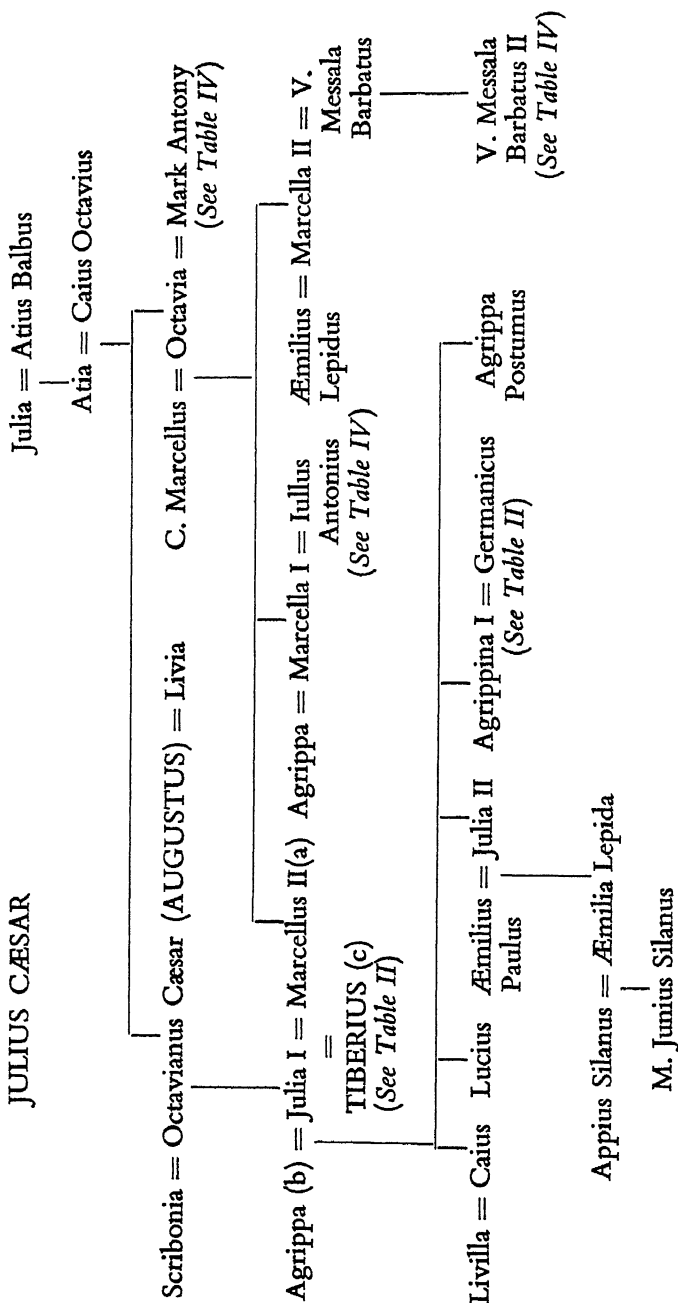 JULIUS CÆSAR
Julia = Atius Balbus
Atia = Caius Octavius
Scribonia = Octavianus Cæsar (AUGUSTUS) = Livia
C. Marcellus = Octavia = Mark Antony
(See Table IV)
Agrippa (b) = Julia I = Marcellus II(a)
=
TIBERIUS (c)
(See Table II)
Agrippa = Marcella I = Iullus
Antonius
(See Table IV)
Æmilius = Marcella II = V.
Lepidus
Messala
Barbatus
Livilla = Caius
Lucius
Æmilius = Julia II
Paulus
Agrippina I = Germanicus
(See Table II)
Agrippa
Postumus
V. Messala
Barbatus II
(See Table IV)
Appius Silanus = Æmilia Lepida
M. Junius Silanus